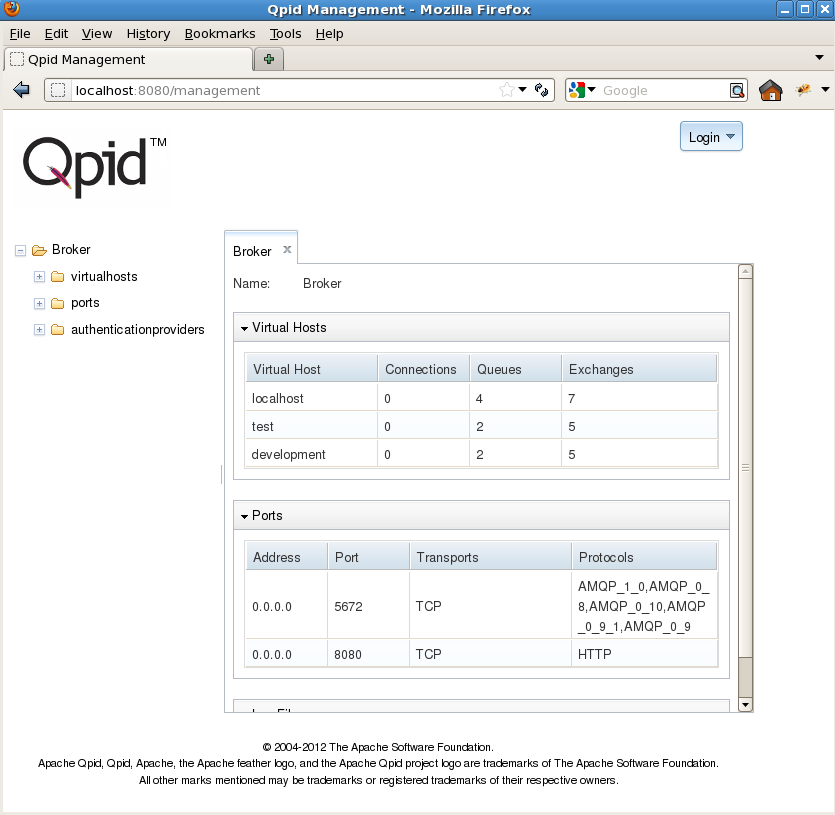 Qpid Management - Mozilla Firefox
File Edit View History Bookmarks Tools Help
Qpid Management
localhost:8080/management
Google
Qpid™
Login
Broker
virtualhosts
ports
authenticationproviders
Broker
Name: Broker
Virtual Hosts
Virtual Host Connections Queues Exchanges
localhost 0 4 7
test 0 2 5
development 0 2 5
Ports
Address Port Transports Protocols
0.0.0.0 5672 TCP AMQP_1_0,AMQP_0_
8,AMQP_0_10,AMQP
_0_9_1,AMQP_0_9
0.0.0.0 8080 TCP HTTP
© 2004-2012 The Apache Software Foundation.
Apache Qpid, Qpid, Apache, the Apache feather logo, and the Apache Qpid project logo are trademarks of The Apache Software Foundation.
All other marks mentioned may be trademarks or registered trademarks of their respective owners.